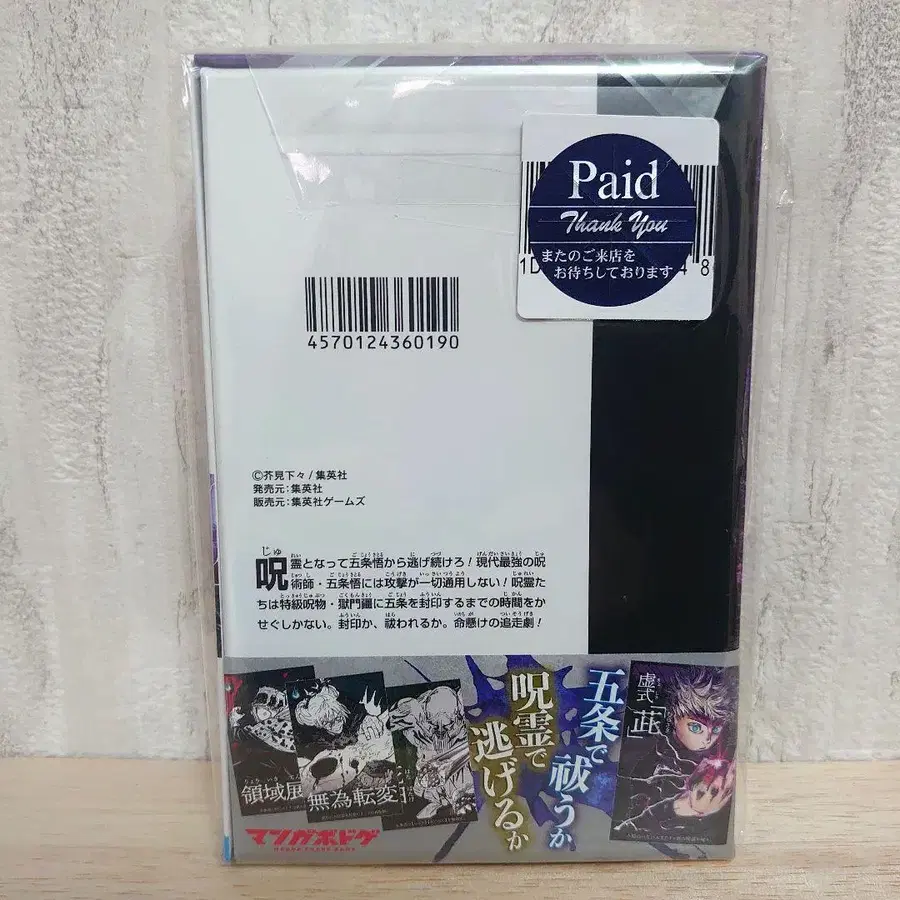 Paid
Thank You
またのご来店を
お待ちしております
4570124360190
©芥見下々/集英社
発売元:集英社
販売元:集英社ゲームズ
呪霊となって五条悟から逃げ続けろ!現代最強の呪
術師・五条悟には攻撃が一切通用しない!呪霊た
ちは特級呪物・獄門疆に五条を封印するまでの時間をか
せぐしかない。封印か、祓われるか。命懸けの追走劇!
五条で祓うか
呪霊で逃げるか
虚式「茈」
領域展
無為転変
マンガボドゲ